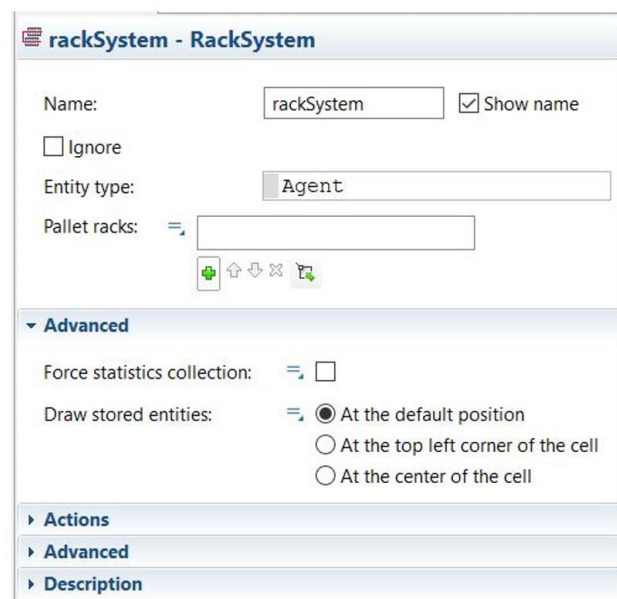 rackSystem - RackSystem
Name: rackSystem Show name
Ignore
Entity type: Agent
Pallet racks:
Advanced
Force statistics collection:
Draw stored entities: At the default position
At the top left corner of the cell
At the center of the cell
Actions
Advanced
Description